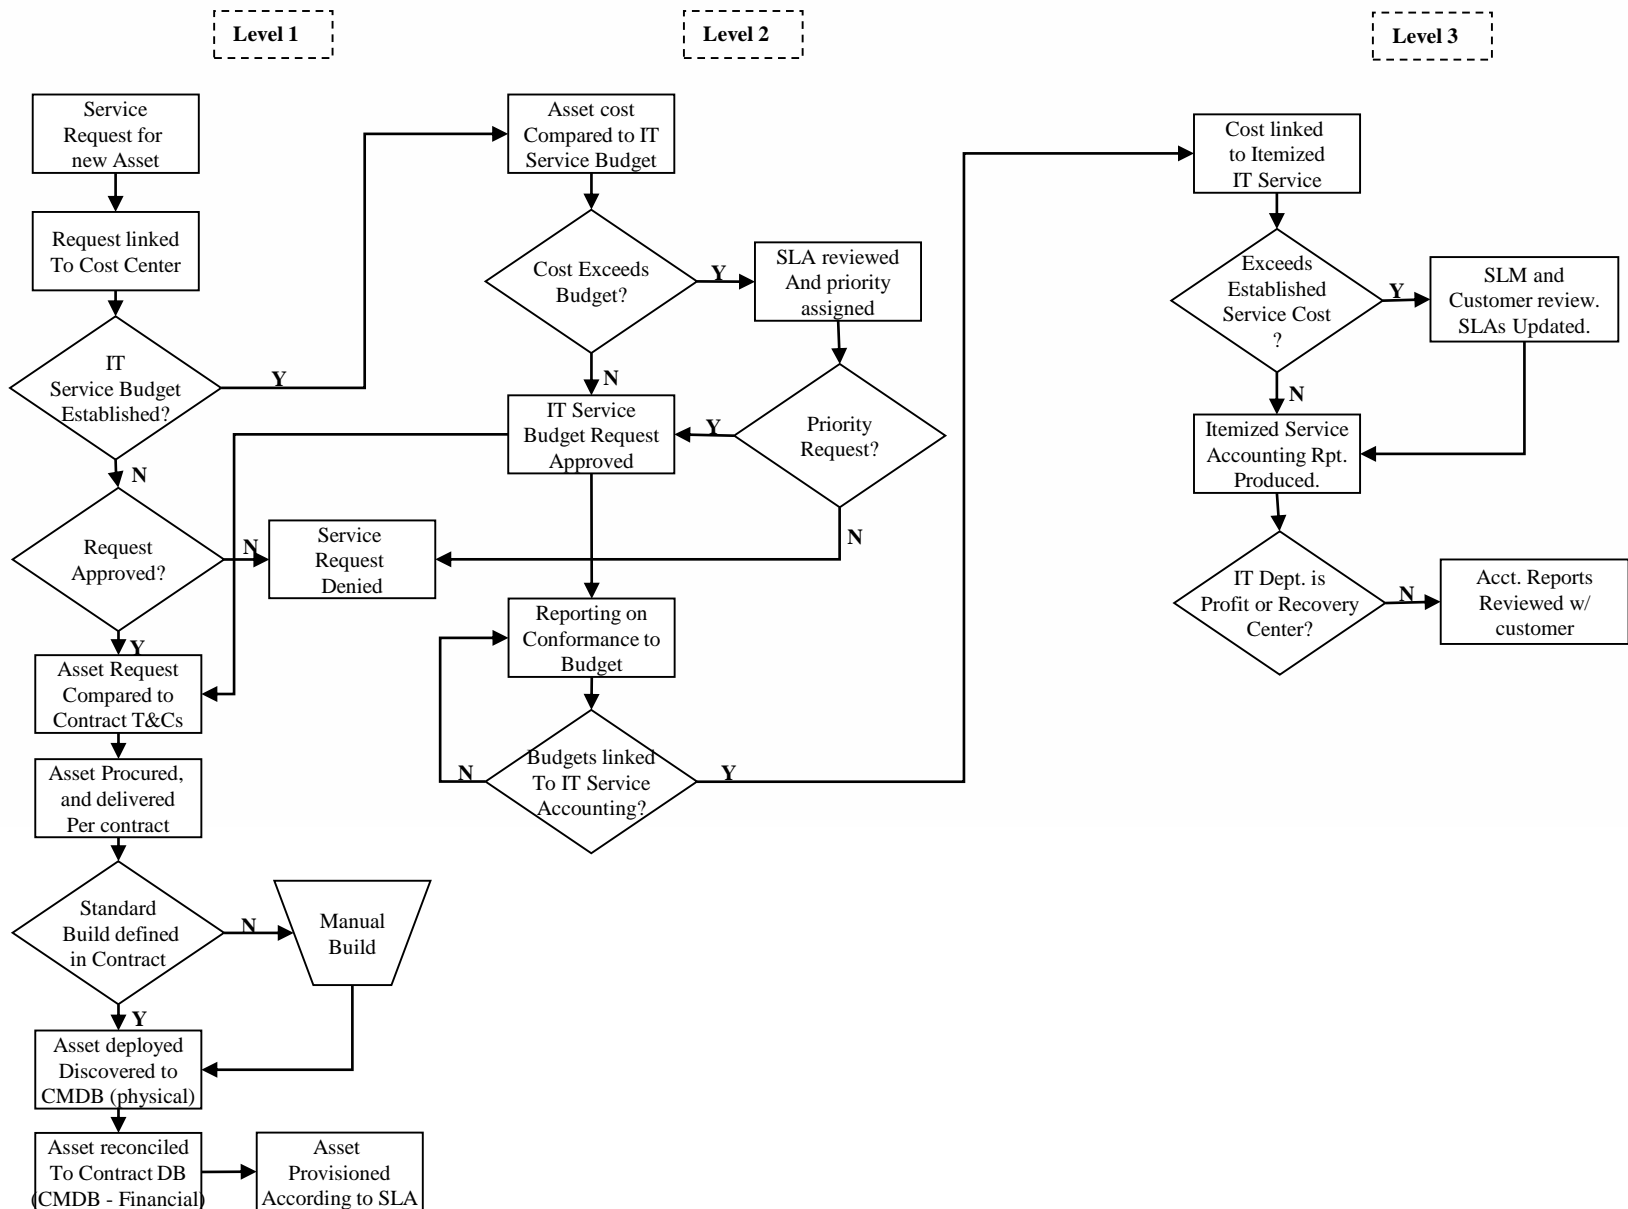 Level 1
Level 2
Level 3
Service
Request for
new Asset
Request linked
To Cost Center
IT
Service Budget
Established?
Y
N
Request
Approved?
N
Y
Service
Request
Denied
Asset Request
Compared to
Contract T&Cs
Asset Procured,
and delivered
Per contract
Standard
Build defined
in Contract
N
Y
Manual
Build
Asset deployed
Discovered to
CMDB (physical)
Asset reconciled
To Contract DB
(CMDB - Financial)
Asset
Provisioned
According to SLA
Asset cost
Compared to IT
Service Budget
Cost Exceeds
Budget?
Y
N
SLA reviewed
And priority
assigned
Priority
Request?
Y
N
IT Service
Budget Request
Approved
Reporting on
Conformance to
Budget
Budgets linked
To IT Service
Accounting?
N
Y
Cost linked
to Itemized
IT Service
Exceeds
Established
Service Cost
?
Y
N
SLM and
Customer review.
SLAs Updated.
Itemized Service
Accounting Rpt.
Produced.
IT Dept. is
Profit or Recovery
Center?
N
Acct. Reports
Reviewed w/
customer